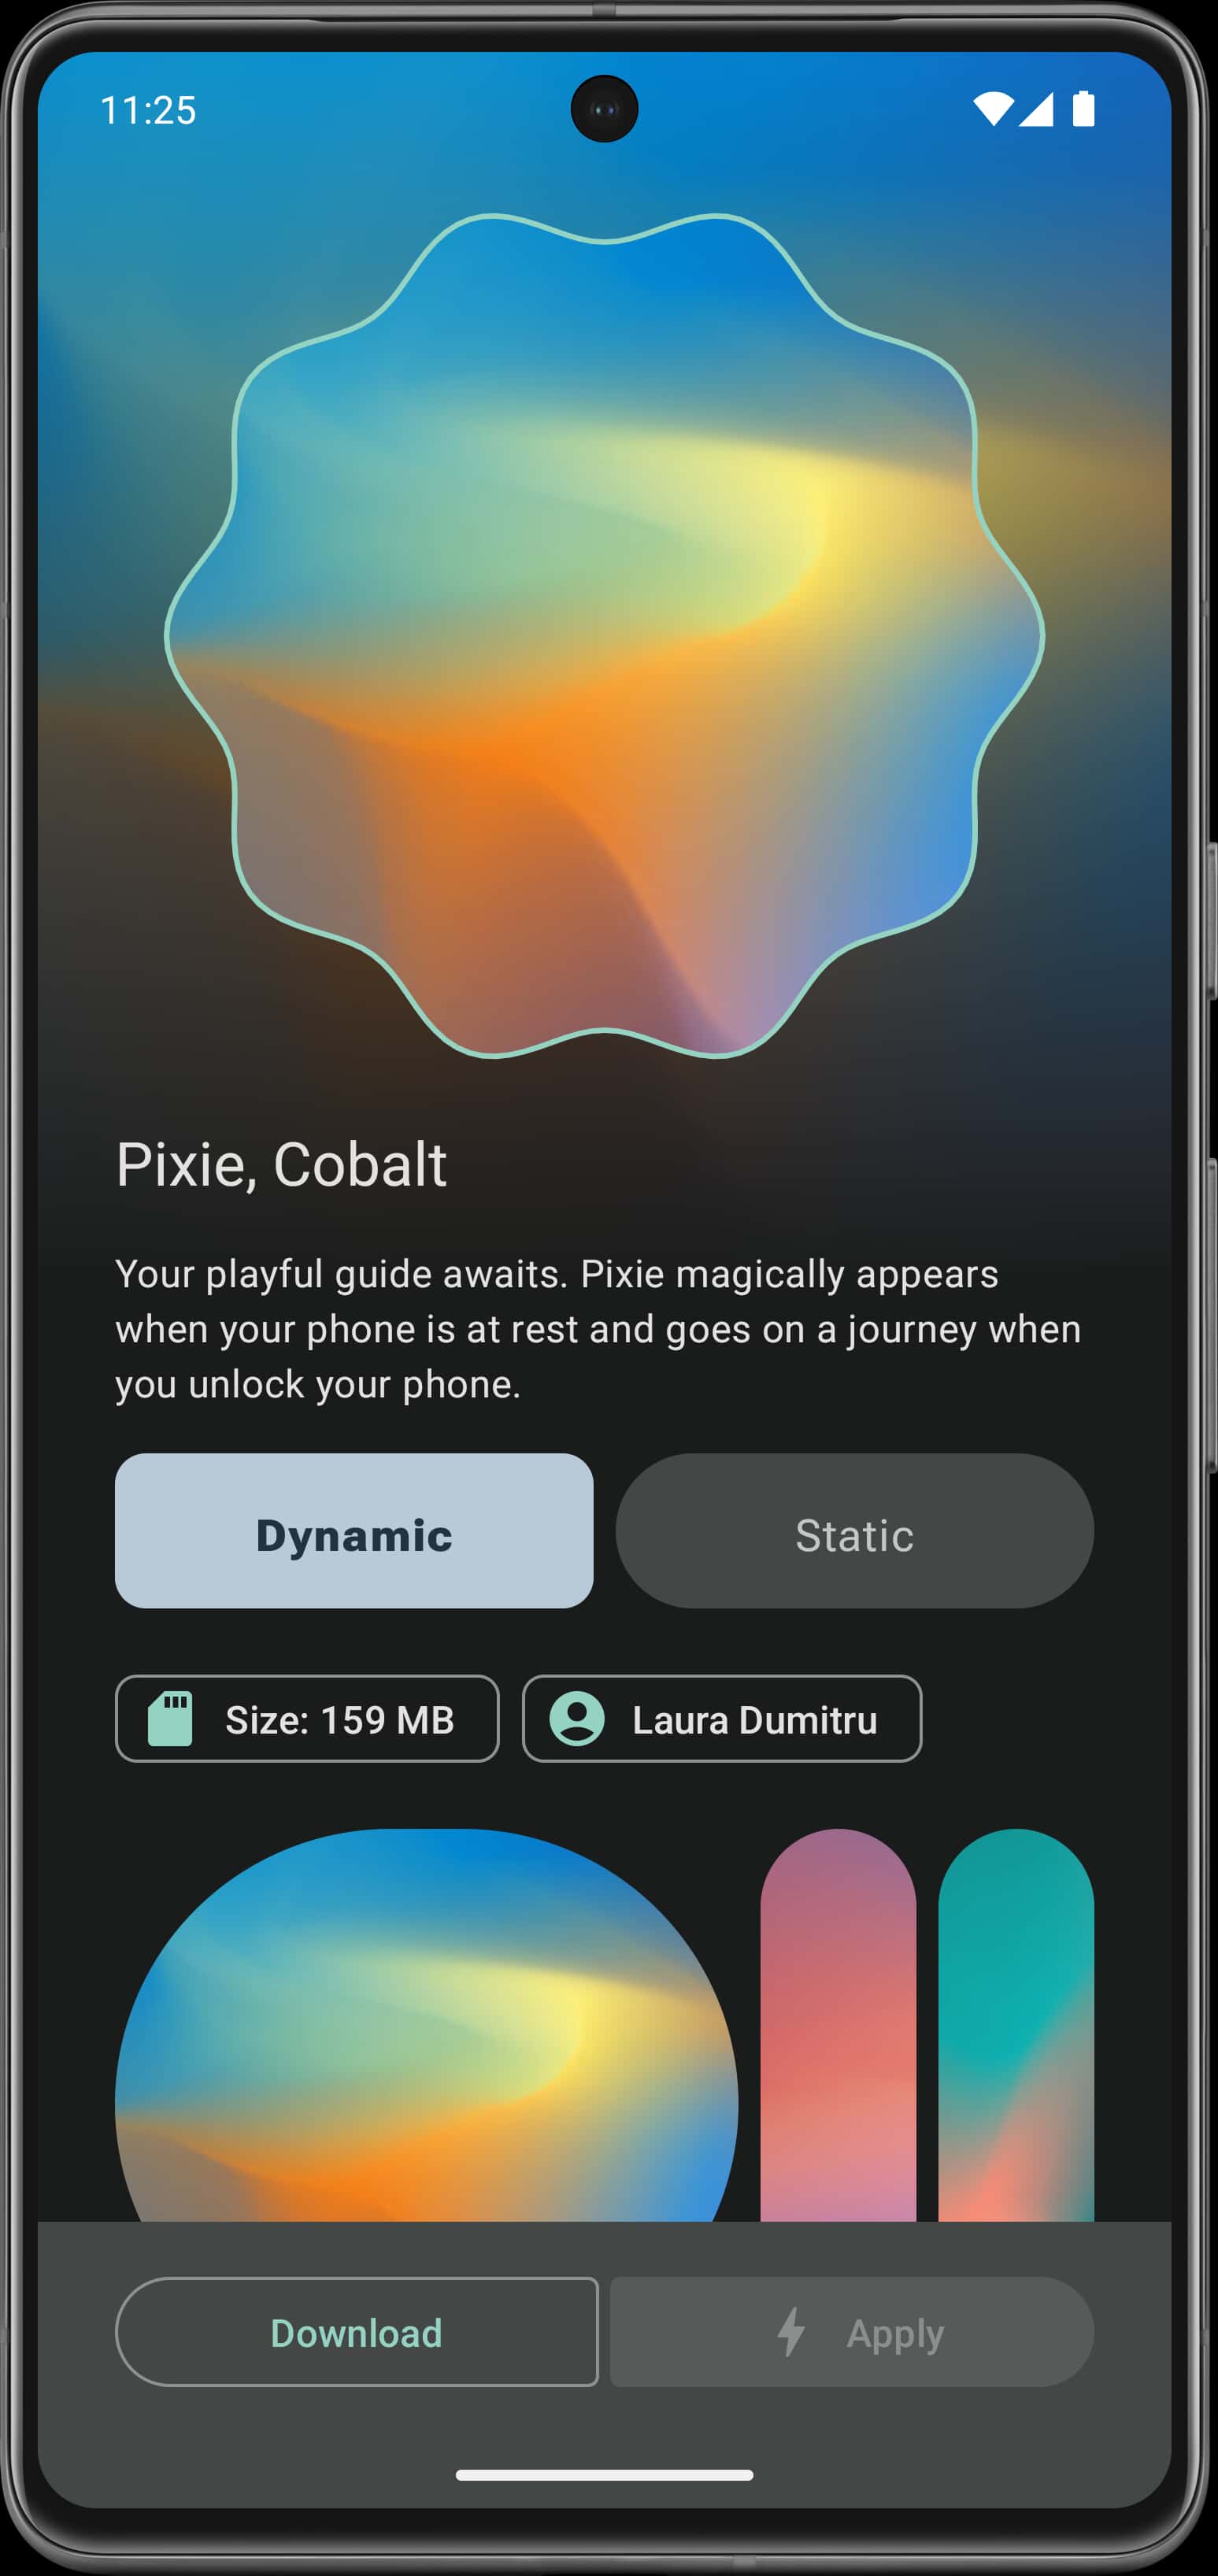 11:25
Pixie, Cobalt
Your playful guide awaits. Pixie magically appears
when your phone is at rest and goes on a journey when
you unlock your phone.
Dynamic
Static
Size: 159 MB
Laura Dumitru
Download
Apply